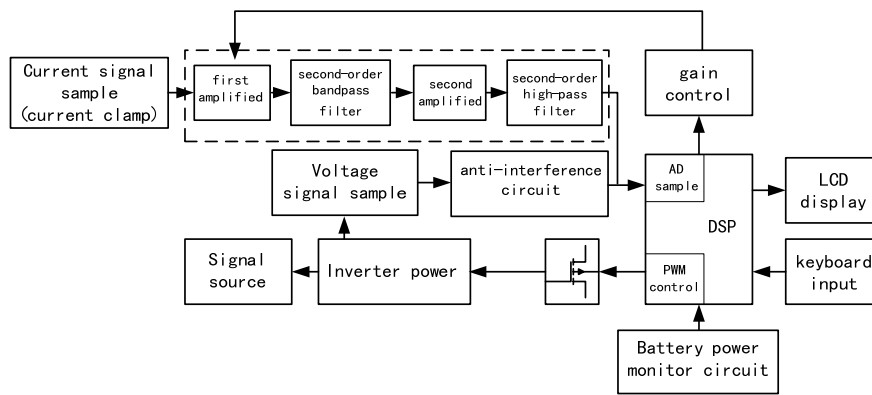 Current signal
sample
(current clamp)
first
amplified
second-order
bandpass
filter
second
amplified
second-order
high-pass
filter
gain
control
Voltage
signal sample
anti-interference
circuit
AD
sample
DSP
LCD
display
Signal
source
Inverter power
PWM
control
keyboard
input
Battery power
monitor circuit